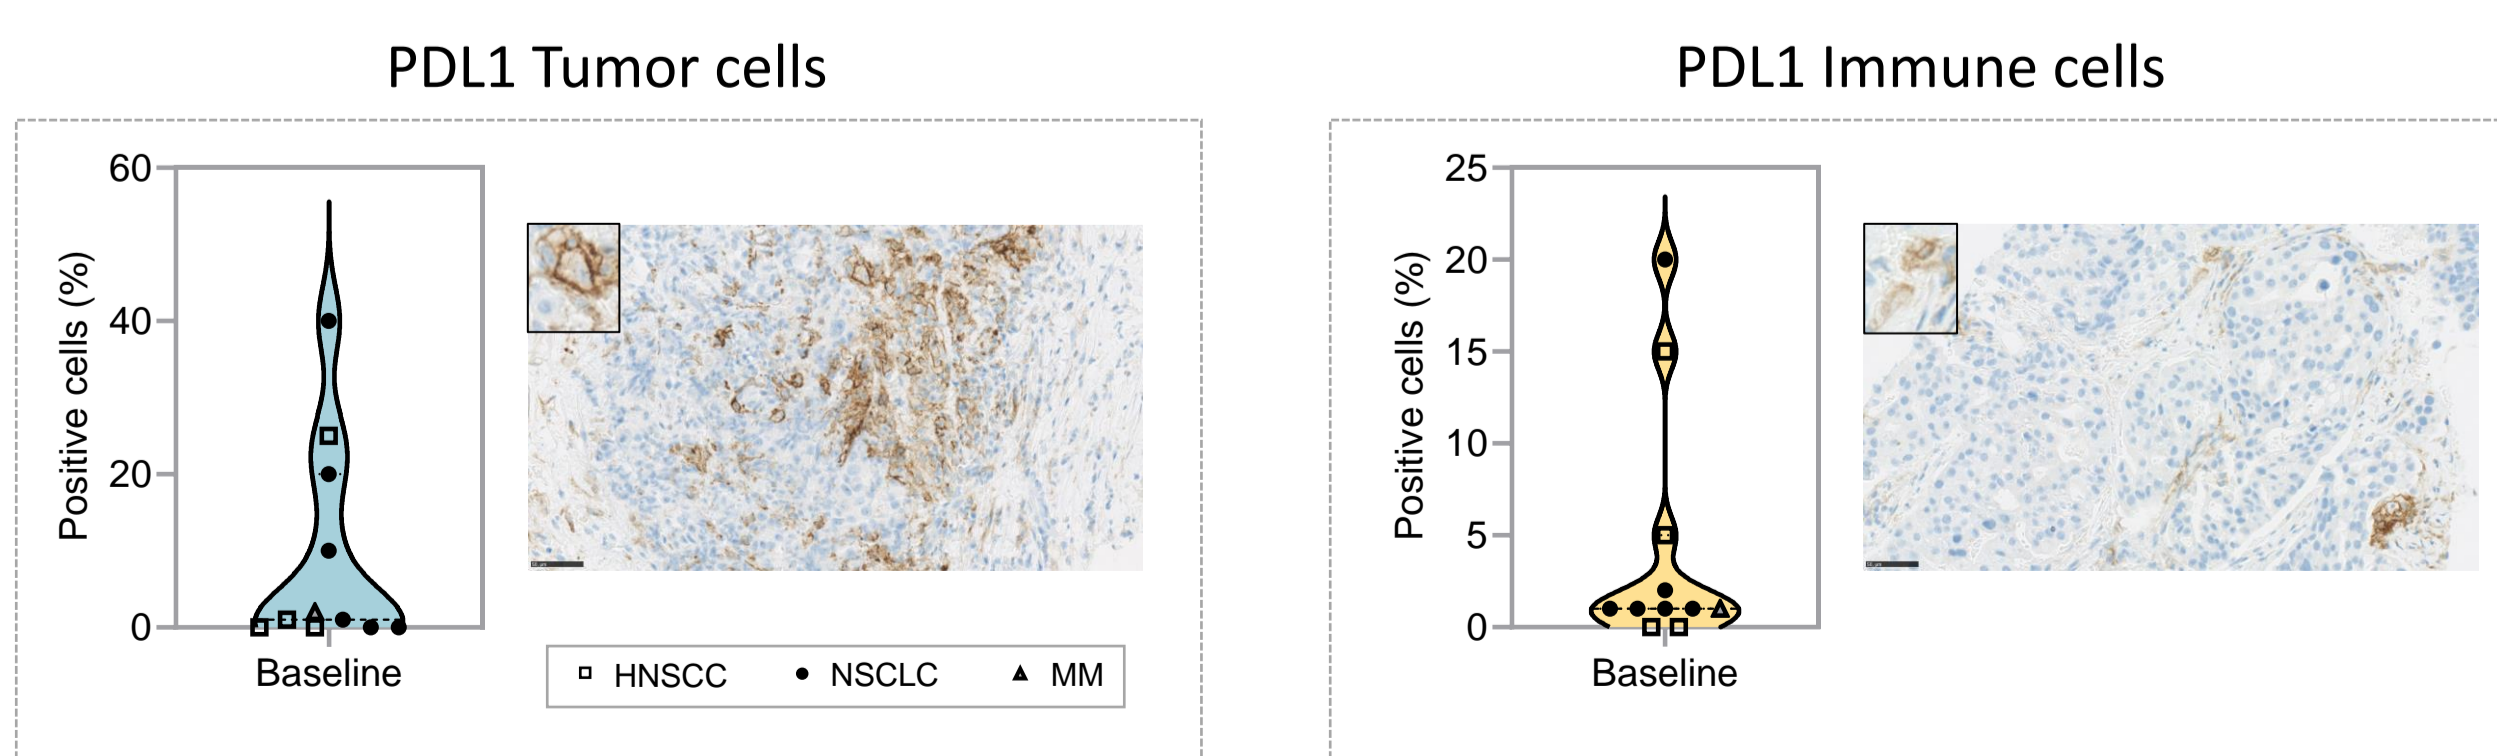 PDL1 Tumor cells
60
40
20
0
Positive cells (%)
Baseline
HNSCC
NSCLC
MM
PDL1 Immune cells
25
20
15
10
5
0
Positive cells (%)
Baseline